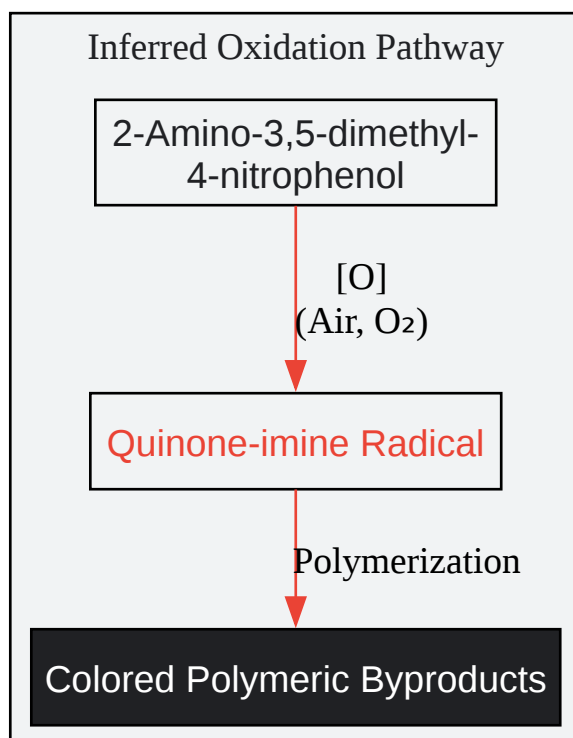 Inferred Oxidation Pathway
2-Amino-3,5-dimethyl-
4-nitrophenol
[O]
(Air, O₂)
Quinone-imine Radical
Polymerization
Colored Polymeric Byproducts